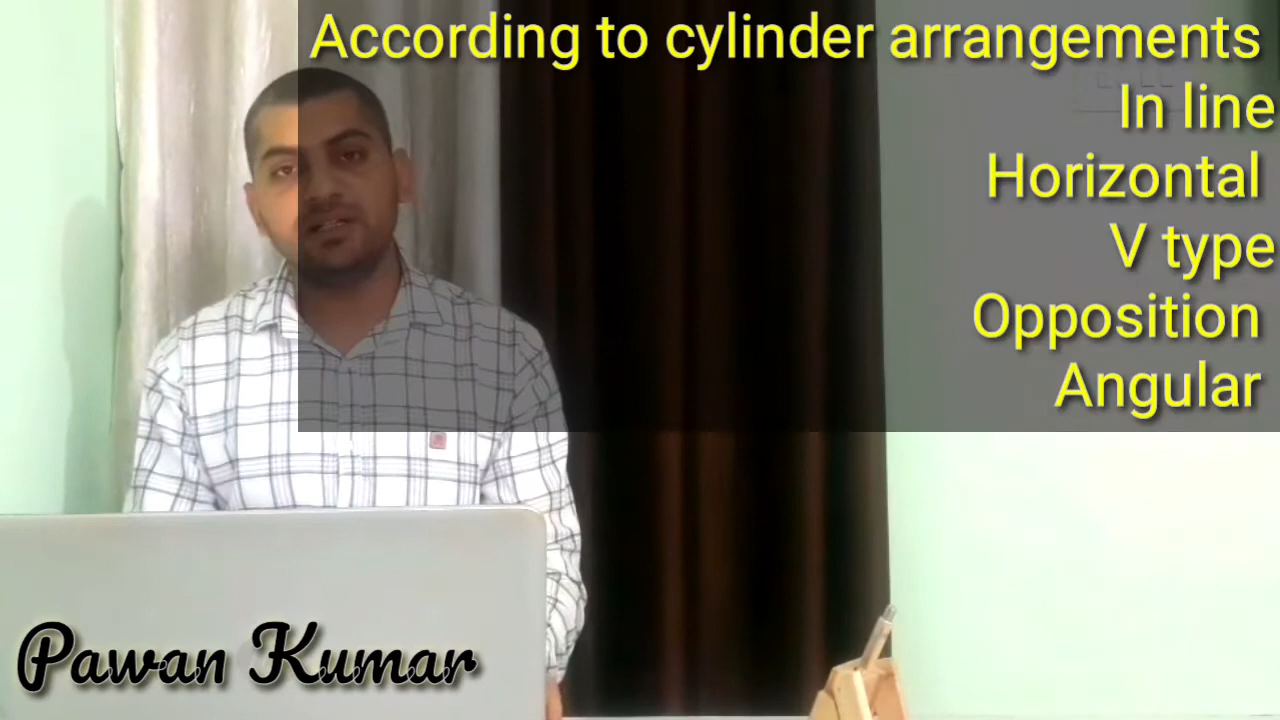 According to cylinder arrangements
In line
Horizontal
V type
Opposition
Angular
Pawan Kumar